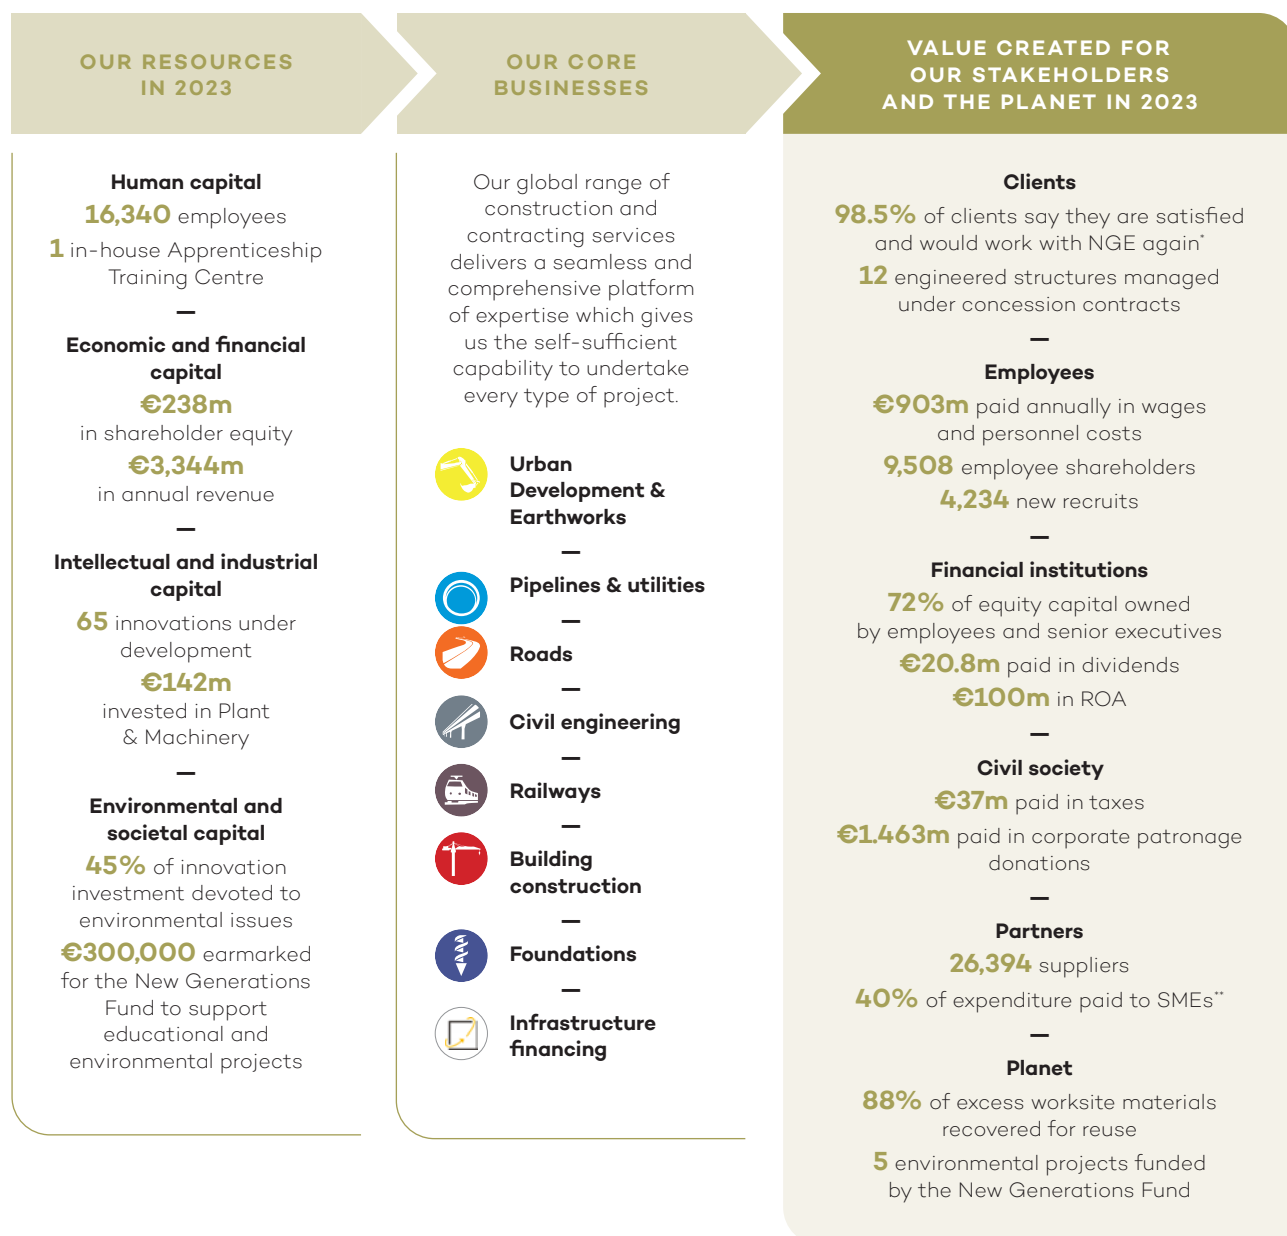 OUR RESOURCES
IN 2023
Human capital
16,340 employees
1 in-house Apprenticeship
Training Centre
—
Economic and financial
capital
€238m
in shareholder equity
€3,344m
in annual revenue
—
Intellectual and industrial
capital
65 innovations under
development
€142m
invested in Plant
& Machinery
—
Environmental and
societal capital
45% of innovation
investment devoted to
environmental issues
€300,000 earmarked
for the New Generations
Fund to support
educational and
environmental projects
OUR CORE
BUSINESSES
Our global range of
construction and
contracting services
delivers a seamless and
comprehensive platform
of expertise which gives
us the self-sufficient
capability to undertake
every type of project.
Urban
Development &
Earthworks
—
Pipelines & utilities
—
Roads
—
Civil engineering
—
Railways
—
Building
construction
—
Foundations
—
Infrastructure
financing
VALUE CREATED FOR
OUR STAKEHOLDERS
AND THE PLANET IN 2023
Clients
98.5% of clients say they are satisfied
and would work with NGE again*
12 engineered structures managed
under concession contracts
—
Employees
€903m paid annually in wages
and personnel costs
9,508 employee shareholders
4,234 new recruits
—
Financial institutions
72% of equity capital owned
by employees and senior executives
€20.8m paid in dividends
€100m in ROA
—
Civil society
€37m paid in taxes
€1.463m paid in corporate patronage
donations
—
Partners
26,394 suppliers
40% of expenditure paid to SMEs**
—
Planet
88% of excess worksite materials
recovered for reuse
5 environmental projects funded
by the New Generations Fund